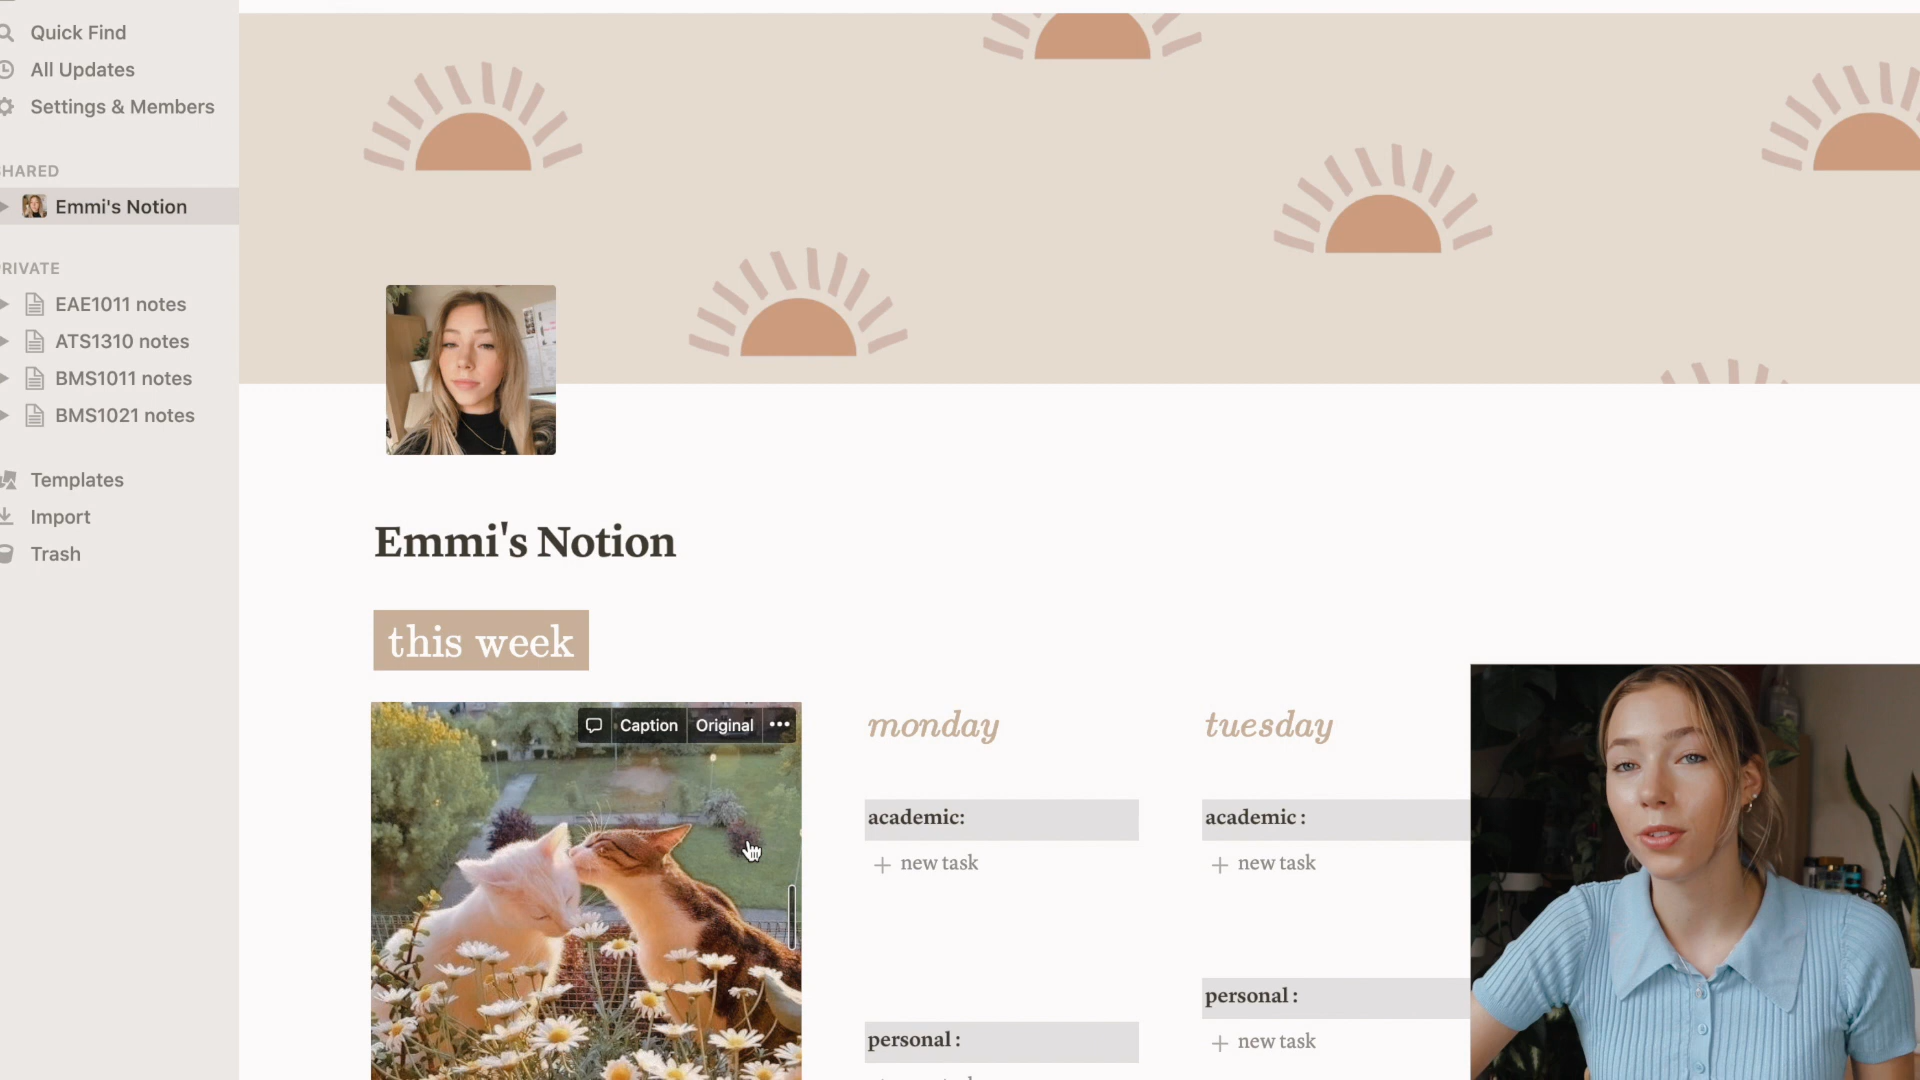 Quick Find
All Updates
Settings & Members
HARED
Emmi's Notion
RIVATE
EAE1011 notes
ATS1310 notes
BMS1011 notes
BMS1021 notes
Templates
Import
Trash
Emmi's Notion
this week
Caption Original
monday
academic:
+ new task
personal :
tuesday
academic :
+ new task
personal :
+ new task